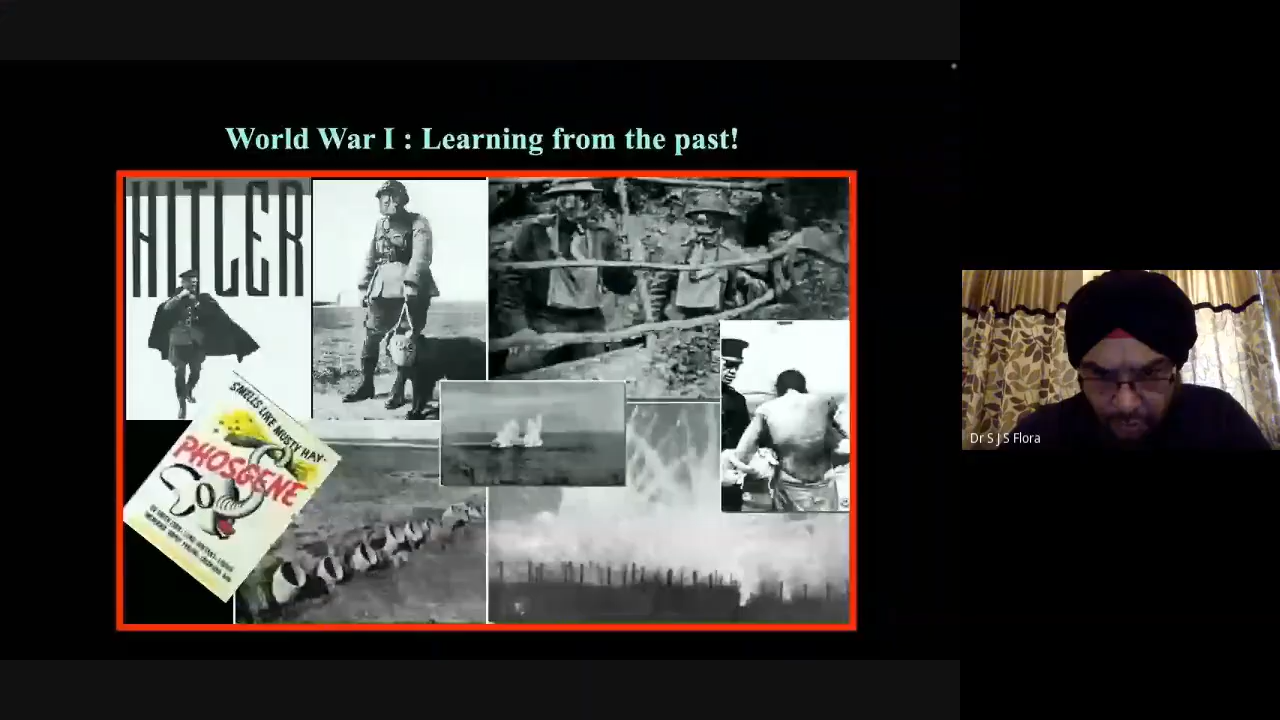 World War I : Learning from the past!
HITLER
SMELLS LIKE MUSTY HAY-
PHOSGENE
Dr S J S Flora